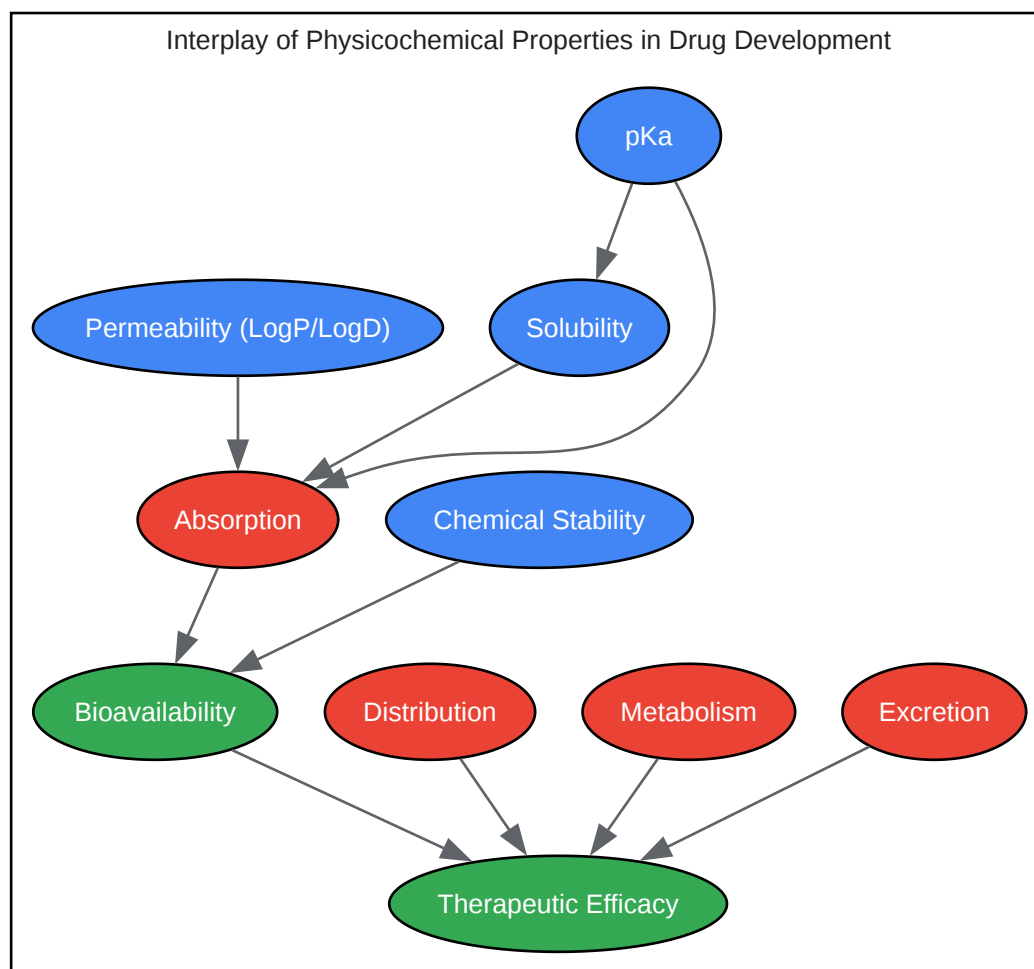 Interplay of Physicochemical Properties in Drug Development
pKa
Permeability (LogP/LogD)
Solubility
Absorption
Chemical Stability
Bioavailability
Distribution
Metabolism
Excretion
Therapeutic Efficacy